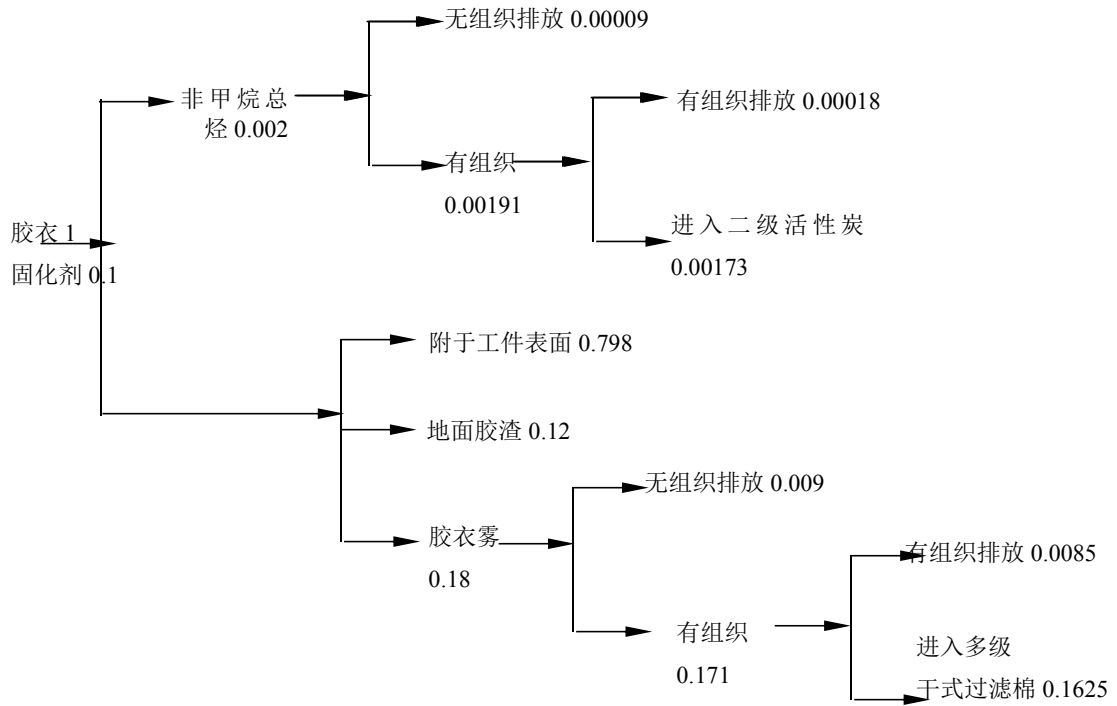 无组织排放 0.00009
非甲烷总
烃 0.002
有组织排放 0.00018
有组织
0.00191
进入二级活性炭
0.00173
胶衣 1
固化剂 0.1
附于工件表面 0.798
地面胶渣 0.12
无组织排放 0.009
胶衣雾
0.18
有组织排放 0.0085
有组织
0.171
进入多级
干式过滤棉 0.1625